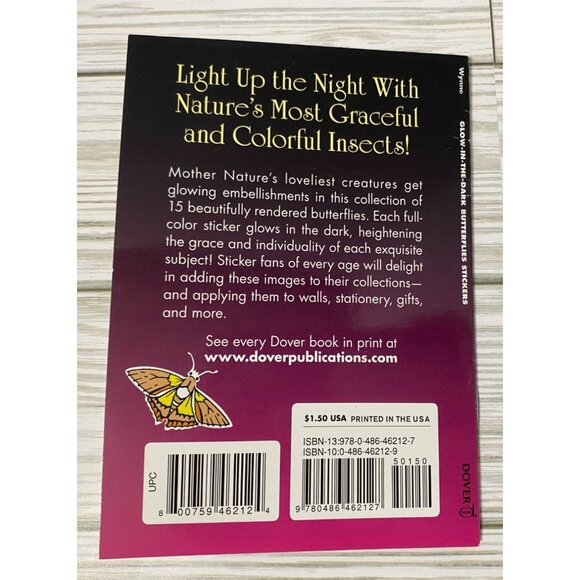 Light Up the Night With
Nature's Most Graceful
and Colorful Insects!
Mother Nature's loveliest creatures get
glowing embellishments in this collection of
15 beautifully rendered butterflies. Each full-
color sticker glows in the dark, heightening
the grace and individuality of each exquisite
subject! Sticker fans of every age will delight
in adding these images to their collections—
and applying them to walls, stationery, gifts,
and more.
See every Dover book in print at
www.doverpublications.com
$1.50 USA PRINTED IN THE USA
ISBN-13:978-0-486-46212-7
ISBN-10:0-486-46212-9
50150
9780486462127
UPC
8 00759 46212 4
Wynne
GLOW-IN-THE-DARK BUTTERFLIES STICKERS
DOVER